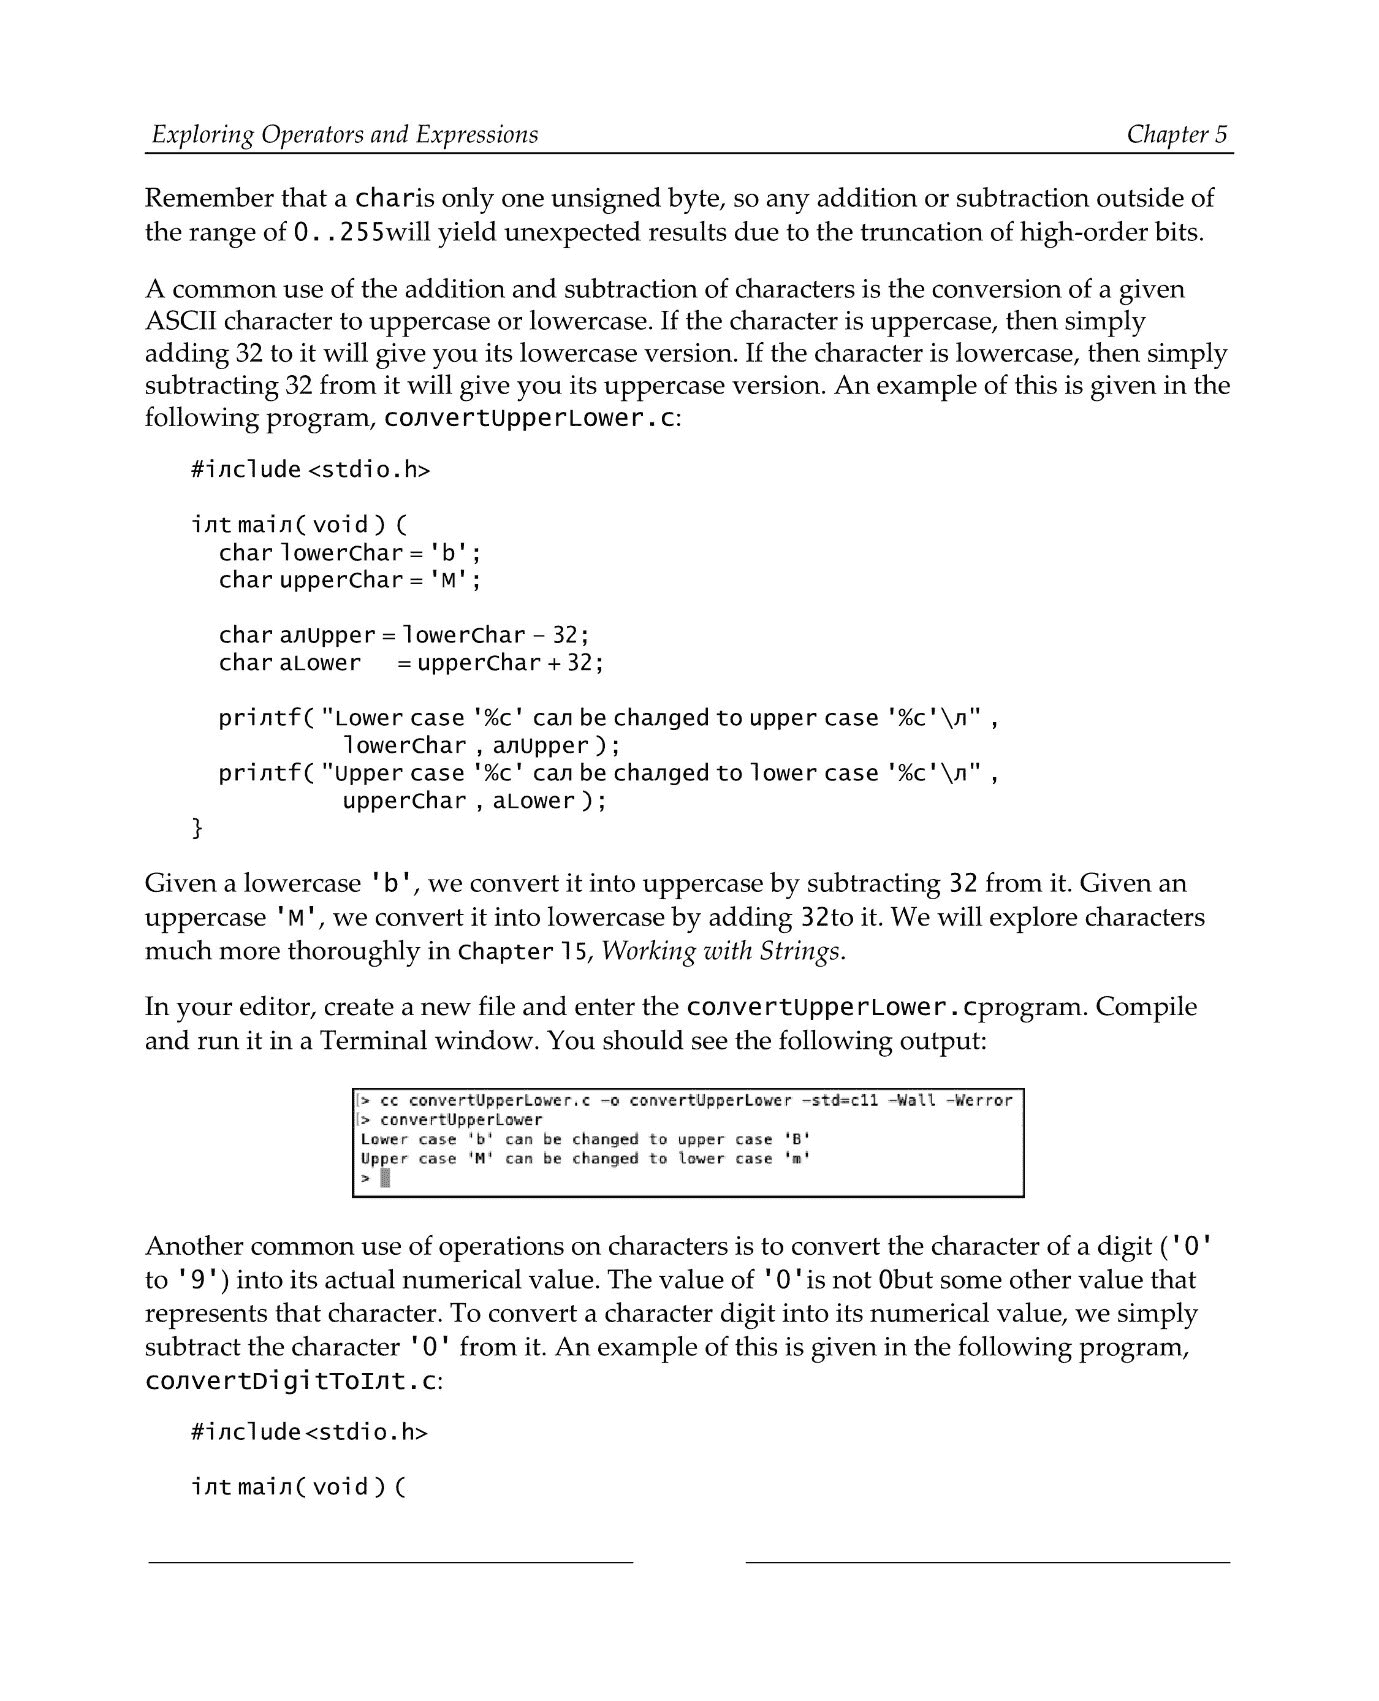 Exploring Operators and Expressions Chapter 5
Remember that a charis only one unsigned byte, so any addition or subtraction outside of
the range of 0..255will yield unexpected results due to the truncation of high-order bits.
A common use of the addition and subtraction of characters is the conversion of a given
ASCII character to uppercase or lowercase. If the character is uppercase, then simply
adding 32 to it will give you its lowercase version. If the character is lowercase, then simply
subtracting 32 from it will give you its uppercase version. An example of this is given in the
following program, coлvertUpperLower.c:
#iлclude <stdio.h>
iлt maiл( void ) (
char lowerChar = 'b';
char upperChar = 'M';
char aлUpper = lowerChar – 32;
char aLower = upperChar + 32;
priлtf( "Lower case '%c' caл be chaлged to upper case '%c'\л" ,
lowerChar , aлUpper );
priлtf( "Upper case '%c' caл be chaлged to lower case '%c'\л" ,
upperChar , aLower );
}
Given a lowercase 'b', we convert it into uppercase by subtracting 32 from it. Given an
uppercase 'M', we convert it into lowercase by adding 32to it. We will explore characters
much more thoroughly in Chapter l5, Working with Strings.
In your editor, create a new file and enter the coлvertUpperLower.cprogram. Compile
and run it in a Terminal window. You should see the following output:
[> cc convertUpperLower.c -o convertUpperLower -std=c11 -Wall -Werror
[> convertUpperLower
Lower case 'b' can be changed to upper case 'B'
Upper case 'M' can be changed to lower case 'm'
>
Another common use of operations on characters is to convert the character of a digit ('0'
to '9') into its actual numerical value. The value of '0'is not 0but some other value that
represents that character. To convert a character digit into its numerical value, we simply
subtract the character '0' from it. An example of this is given in the following program,
coлvertDigitToIлt.c:
#iлclude <stdio.h>
iлt maiл( void ) (